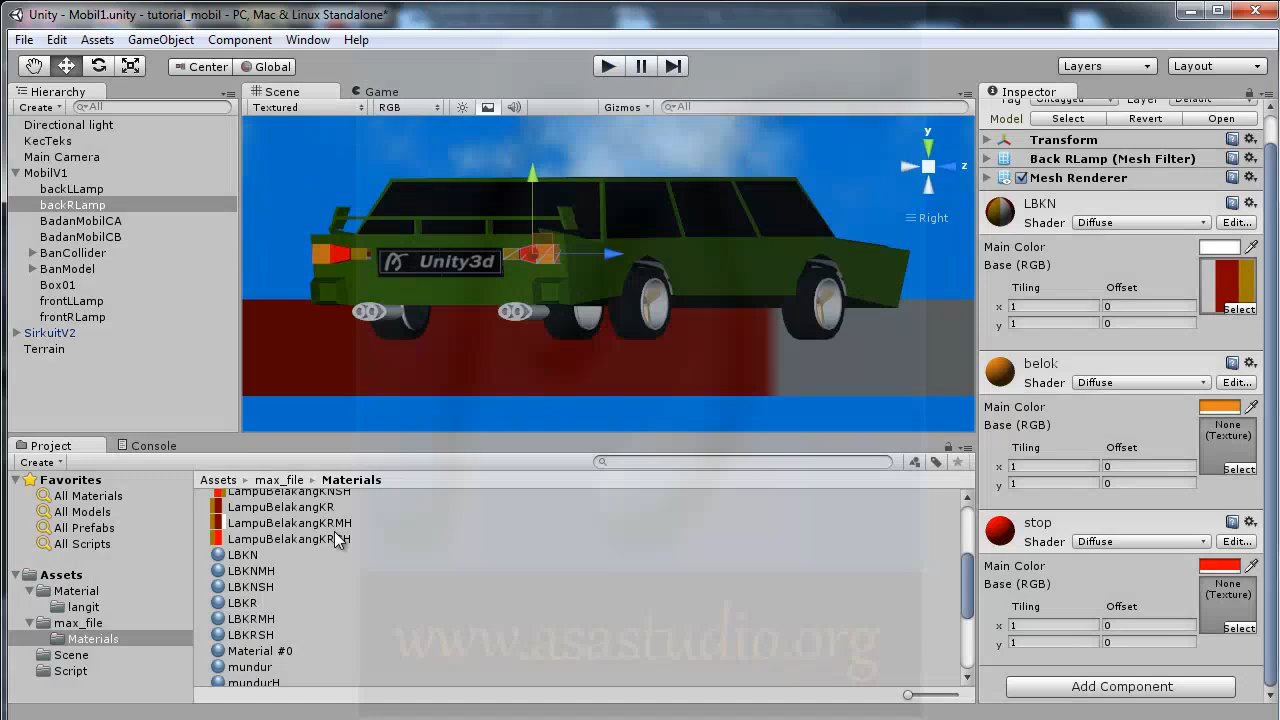 Unity - Mobil1.unity - tutorial_mobil - PC, Mac & Linux Standalone*
File Edit Assets GameObject Component Window Help
Center Global Layers Layout
Hierarchy
Create All
Directional light
KecTeks
Main Camera
MobilV1
backLLamp
backRLamp
BadanMobilCA
BadanMobilCB
BanCollider
BanModel
Box01
frontLLamp
frontRLamp
SirkuitV2
Terrain
Scene Game
Textured RGB Gizmos All
y
z
Right
Unity3d
Inspector
Tag Untagged Layer Default
Model Select Revert Open
Transform
Back RLamp (Mesh Filter)
Mesh Renderer
LBKN
Shader Diffuse Edit...
Main Color
Base (RGB)
Tiling Offset
x 1 0
y 1 0
Select
belok
Shader Diffuse Edit...
Main Color
Base (RGB)
None
(Texture)
Tiling Offset
x 1 0
y 1 0
Select
stop
Shader Diffuse Edit...
Main Color
Base (RGB)
None
(Texture)
Tiling Offset
x 1 0
y 1 0
Select
Add Component
Project Console
Create
Favorites
All Materials
All Models
All Prefabs
All Scripts
Assets
Material
langit
max_file
Materials
Scene
Script
Assets max_file Materials
LampuBelakangKNSH
LampuBelakangKR
LampuBelakangKRMH
LampuBelakangKRSH
LBKN
LBKNMH
LBKNSH
LBKR
LBKRMH
LBKRSH
Material #0
mundur
mundurH
www.asastudio.org